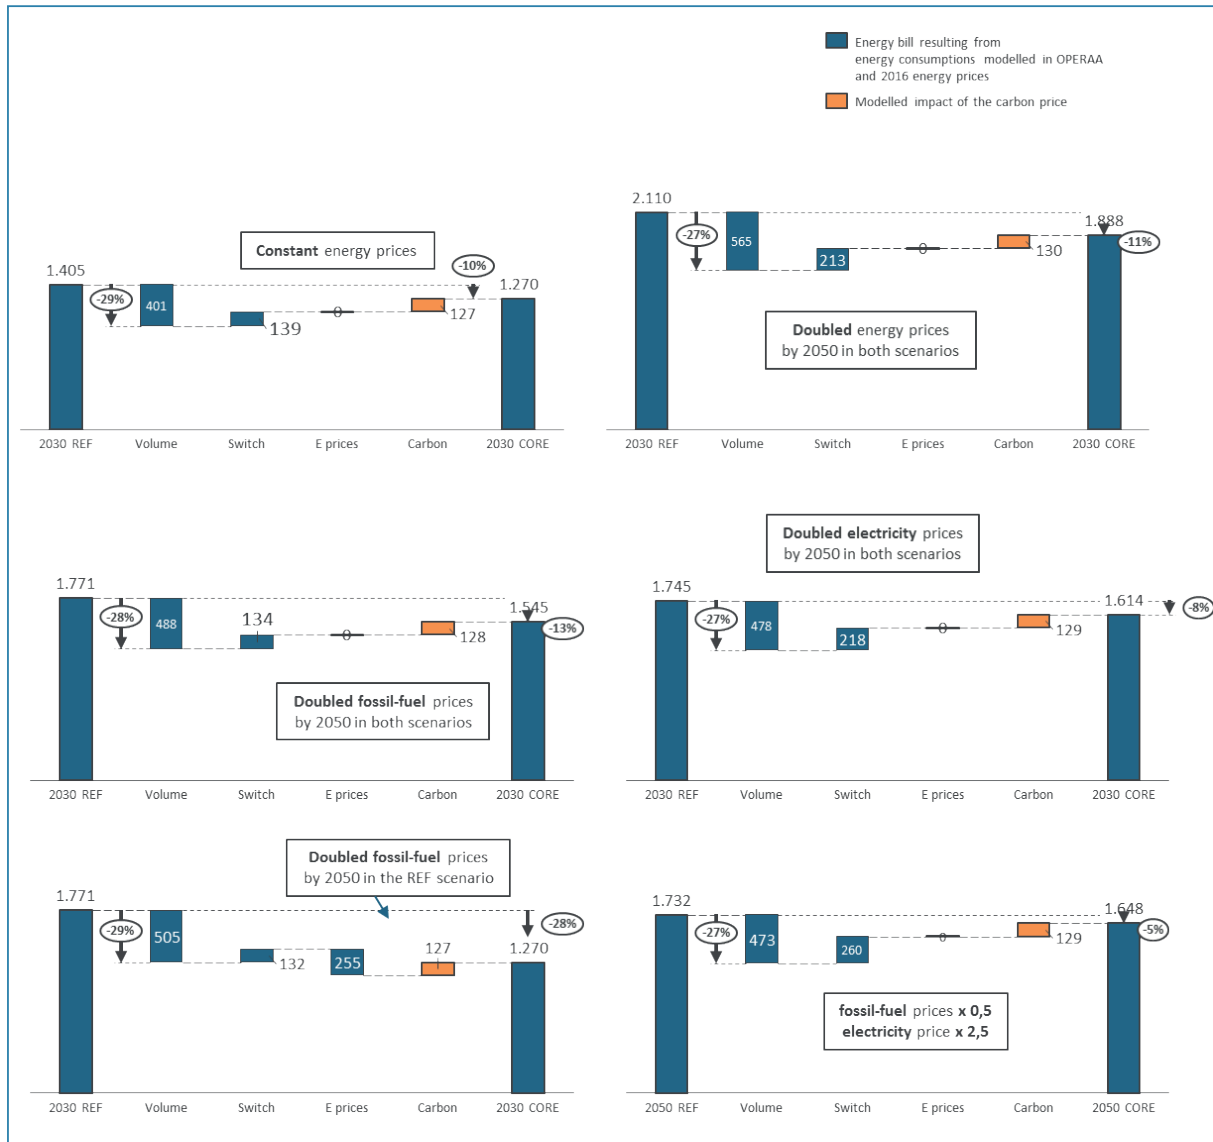 Energy bill resulting from
energy consumptions modelled in OPERAA
and 2016 energy prices
Modelled impact of the carbon price
Constant energy prices
1.405
-29%
401
139
0
127
-10%
1.270
2030 REF
Volume
Switch
E prices
Carbon
2030 CORE
2.110
-27%
565
213
0
130
1.888
-11%
Doubled energy prices
by 2050 in both scenarios
2030 REF
Volume
Switch
E prices
Carbon
2030 CORE
1.771
-28%
488
134
0
128
1.545
-13%
Doubled fossil-fuel prices
by 2050 in both scenarios
2030 REF
Volume
Switch
E prices
Carbon
2030 CORE
Doubled electricity prices
by 2050 in both scenarios
1.745
-27%
478
218
0
129
1.614
-8%
2030 REF
Volume
Switch
E prices
Carbon
2030 CORE
Doubled fossil-fuel prices
by 2050 in the REF scenario
1.771
-29%
505
132
255
127
-28%
1.270
2030 REF
Volume
Switch
E prices
Carbon
2030 CORE
1.732
-27%
473
260
0
129
1.648
-5%
fossil-fuel prices x 0,5
electricity price x 2,5
2050 REF
Volume
Switch
E prices
Carbon
2050 CORE